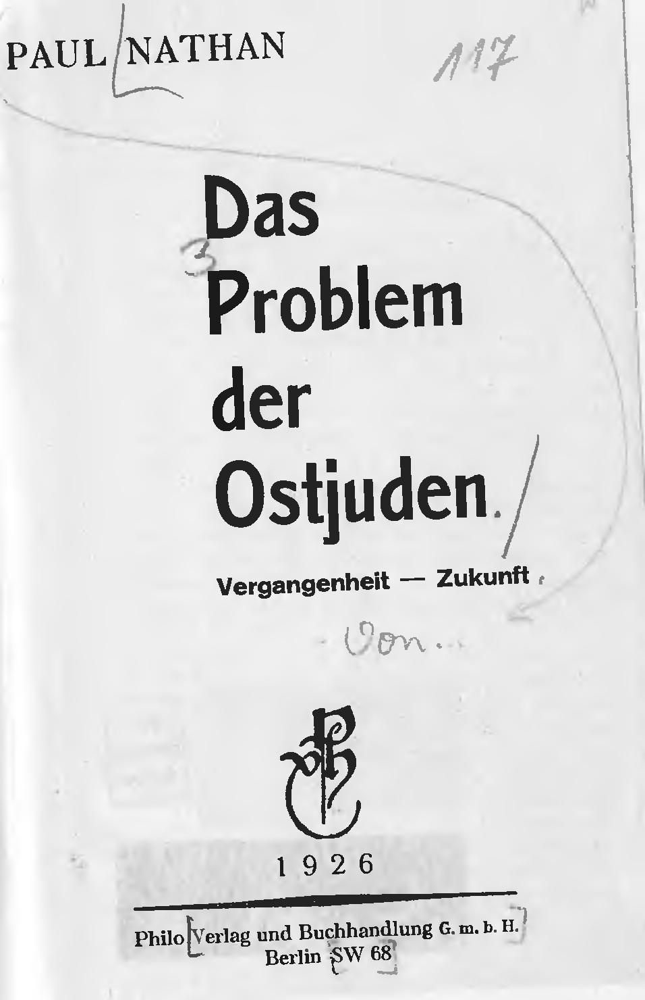 PAUL NATHAN
117
Das
3
Problem
der
Ostjuden.
Vergangenheit — Zukunft.
Von...
1926
Philo Verlag und Buchhandlung G. m. b. H.
Berlin SW 68